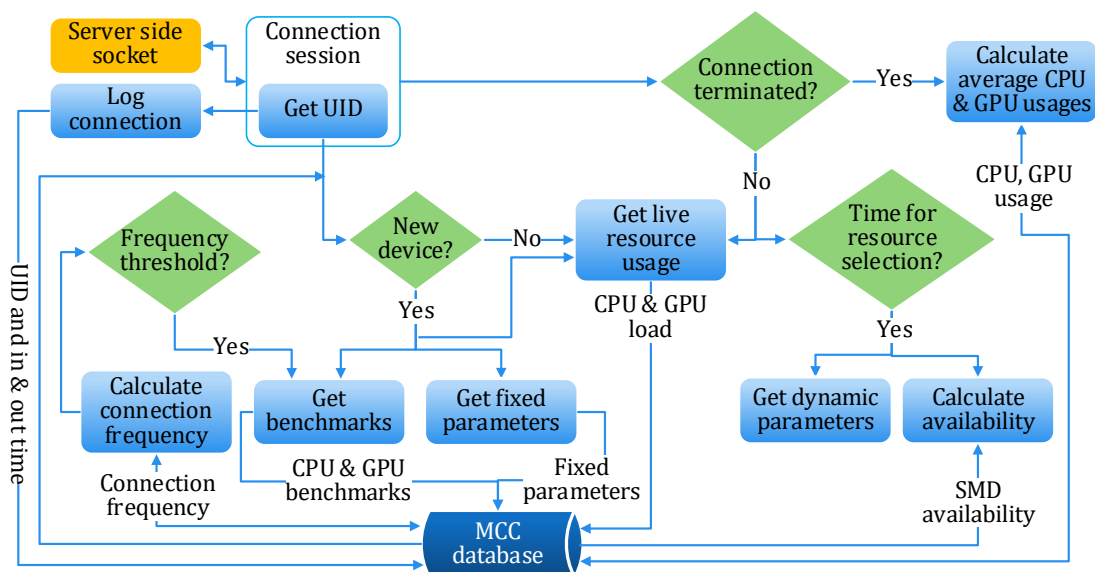 Server side
socket
Connection
session
Get UID
Log
connection
Connection
terminated?
Yes
Calculate
average CPU
& GPU usages
No
CPU, GPU
usage
Frequency
threshold?
New
device?
No
Get live
resource
usage
Time for
resource
selection?
UID and in & out time
Yes
Yes
CPU & GPU
load
Yes
Calculate
connection
frequency
Get
benchmarks
Get fixed
parameters
Get dynamic
parameters
Calculate
availability
Connection
frequency
CPU & GPU
benchmarks
Fixed
parameters
SMD
availability
MCC
database